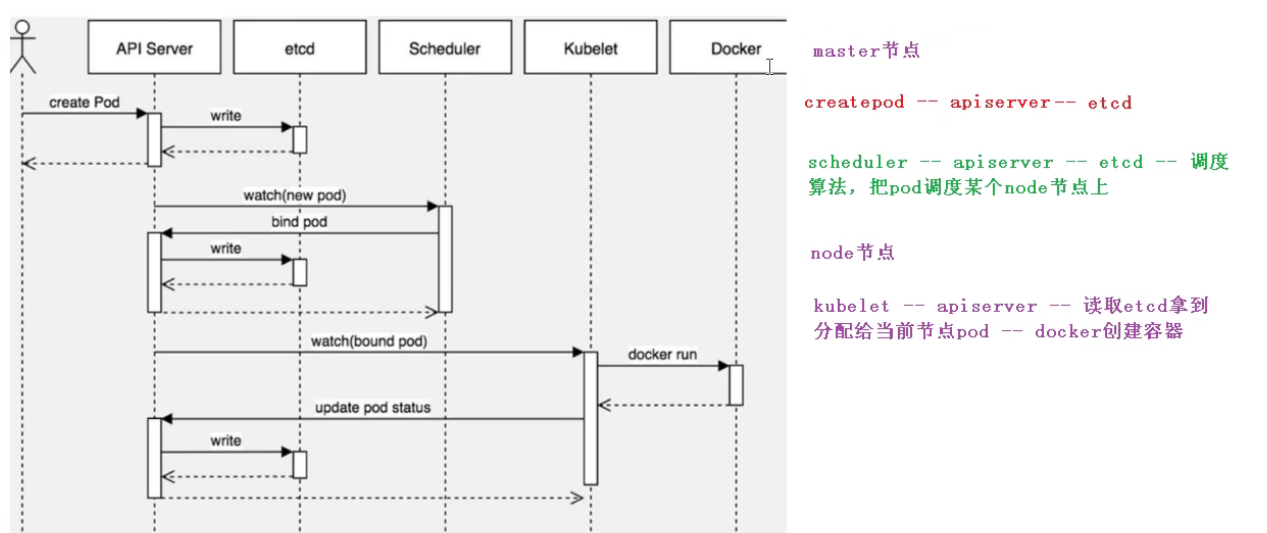 API Server
etcd
Scheduler
Kubelet
Docker
create Pod
write
watch(new pod)
bind pod
write
watch(bound pod)
docker run
update pod status
write
master节点
createpod -- apiserver-- etcd
scheduler -- apiserver -- etcd -- 调度
算法，把pod调度某个node节点上
node节点
kubelet -- apiserver -- 读取etcd拿到
分配给当前节点pod -- docker创建容器